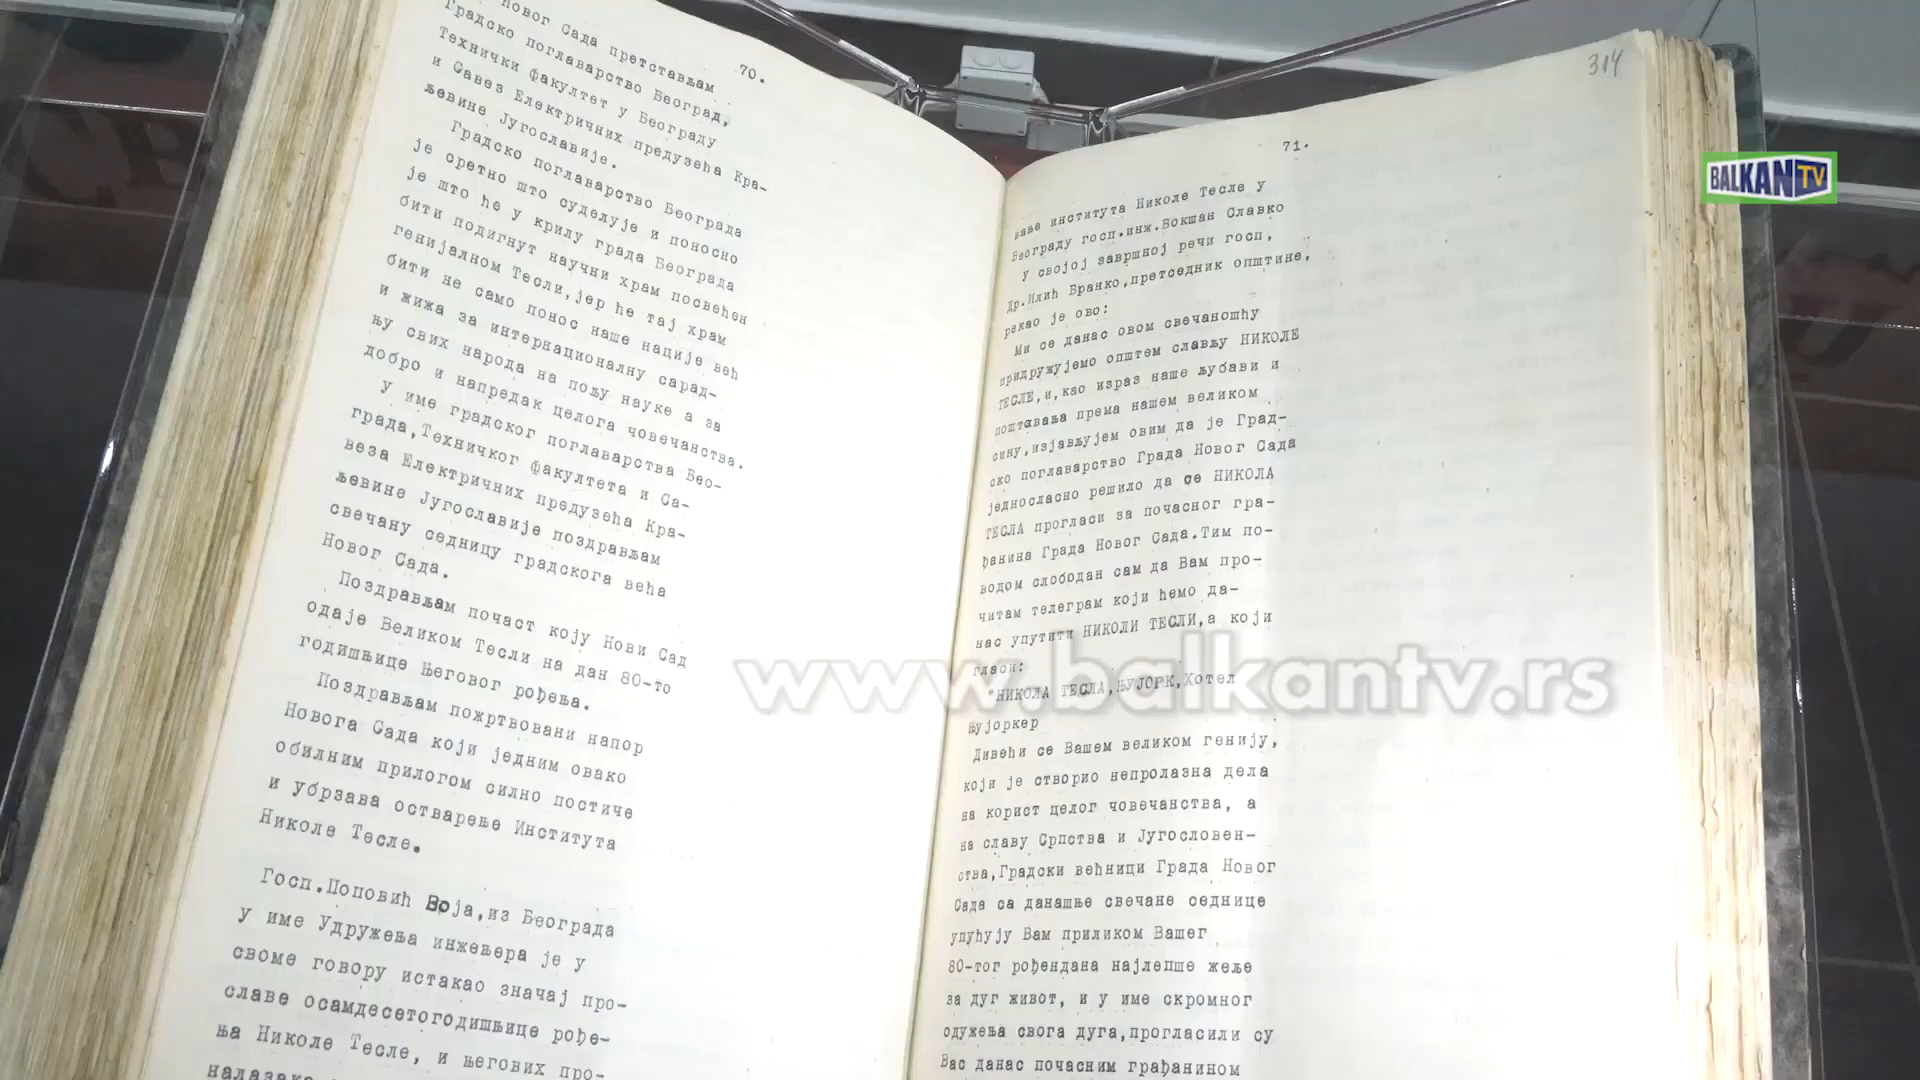 70.
Новог Сада претстављам
Градско поглаварство Београд,
Технички факултет у Београду
и Савез Електричних предузећа Кра-
љевине Југославије.
Градско поглаварство Београда
је сретно што суделује и поносно
је што ће у крилу града Београда
бити подигнут научни храм посвећен
генијалном Тесли,јер ће тај храм
бити не само понос наше нације већ
и жижа за интернационалну сарад-
њу свих народа на пољу науке а за
добро и напредак целога човечанства.
У име градског поглаварства Бео-
града,Техничког факултета и Са-
веза Електричних предузећа Кра-
љевине Југославије поздрављам
свечану седницу градскога већа
Новог Сада.
Поздрављам почаст коју Нови Сад
одаје Великом Тесли на дан 80-то
годишњице његовог рођења.
Поздрављам пожртвовани напор
Новога Сада који једним овако
обилним прилогом силно постиче
и убрзава остварење Института
Николе Тесле.
Госп.Поповић Воја,из Београда
у име Удружења инжењера је у
своме говору истакао значај про-
славе осамдесетогодишњице рође-
ња Николе Тесле, и његових про-
314
71.
вање института Николе Тесле у
Београду госп.инж.Бокшан Славко
У својој завршној речи госп,
Др.Илић Бранко,претседник општине,
рекао је ово:
Ми се данас овом свечаношћу
придружујемо општем слављу НИКОЛЕ
ТЕСЛЕ,и,као израз наше љубави и
поштовања према нашем великом
сину,изјављујем овим да је Град-
ско поглаварство Града Новог Сада
једносласно решило да се НИКОЛА
ТЕСЛА прогласи за почасног гра-
ђанина Града Новог Сада.Тим по-
водом слободан сам да Вам про-
читам телеграм који ћемо да-
нас упутити НИКОЛИ ТЕСЛИ,а који
гласи:
НИКОЛА ТЕСЛА,ЊУЈОРК,Хотел
Њујоркер
Дивећи се Вашем великом генију,
који је створио непролазна дела
на корист целог човечанства, а
на славу Српства и Југословен-
ства,Градски већници Града Новог
Сада са данашње свечане седнице
упућују Вам приликом Вашег
80-тог рођендана најлепше жеље
за дуг живот, и у име скромног
одужења свога дуга,прогласили су
Вас данас почасним грађанином
BALKAN TV
www.balkantv.rs